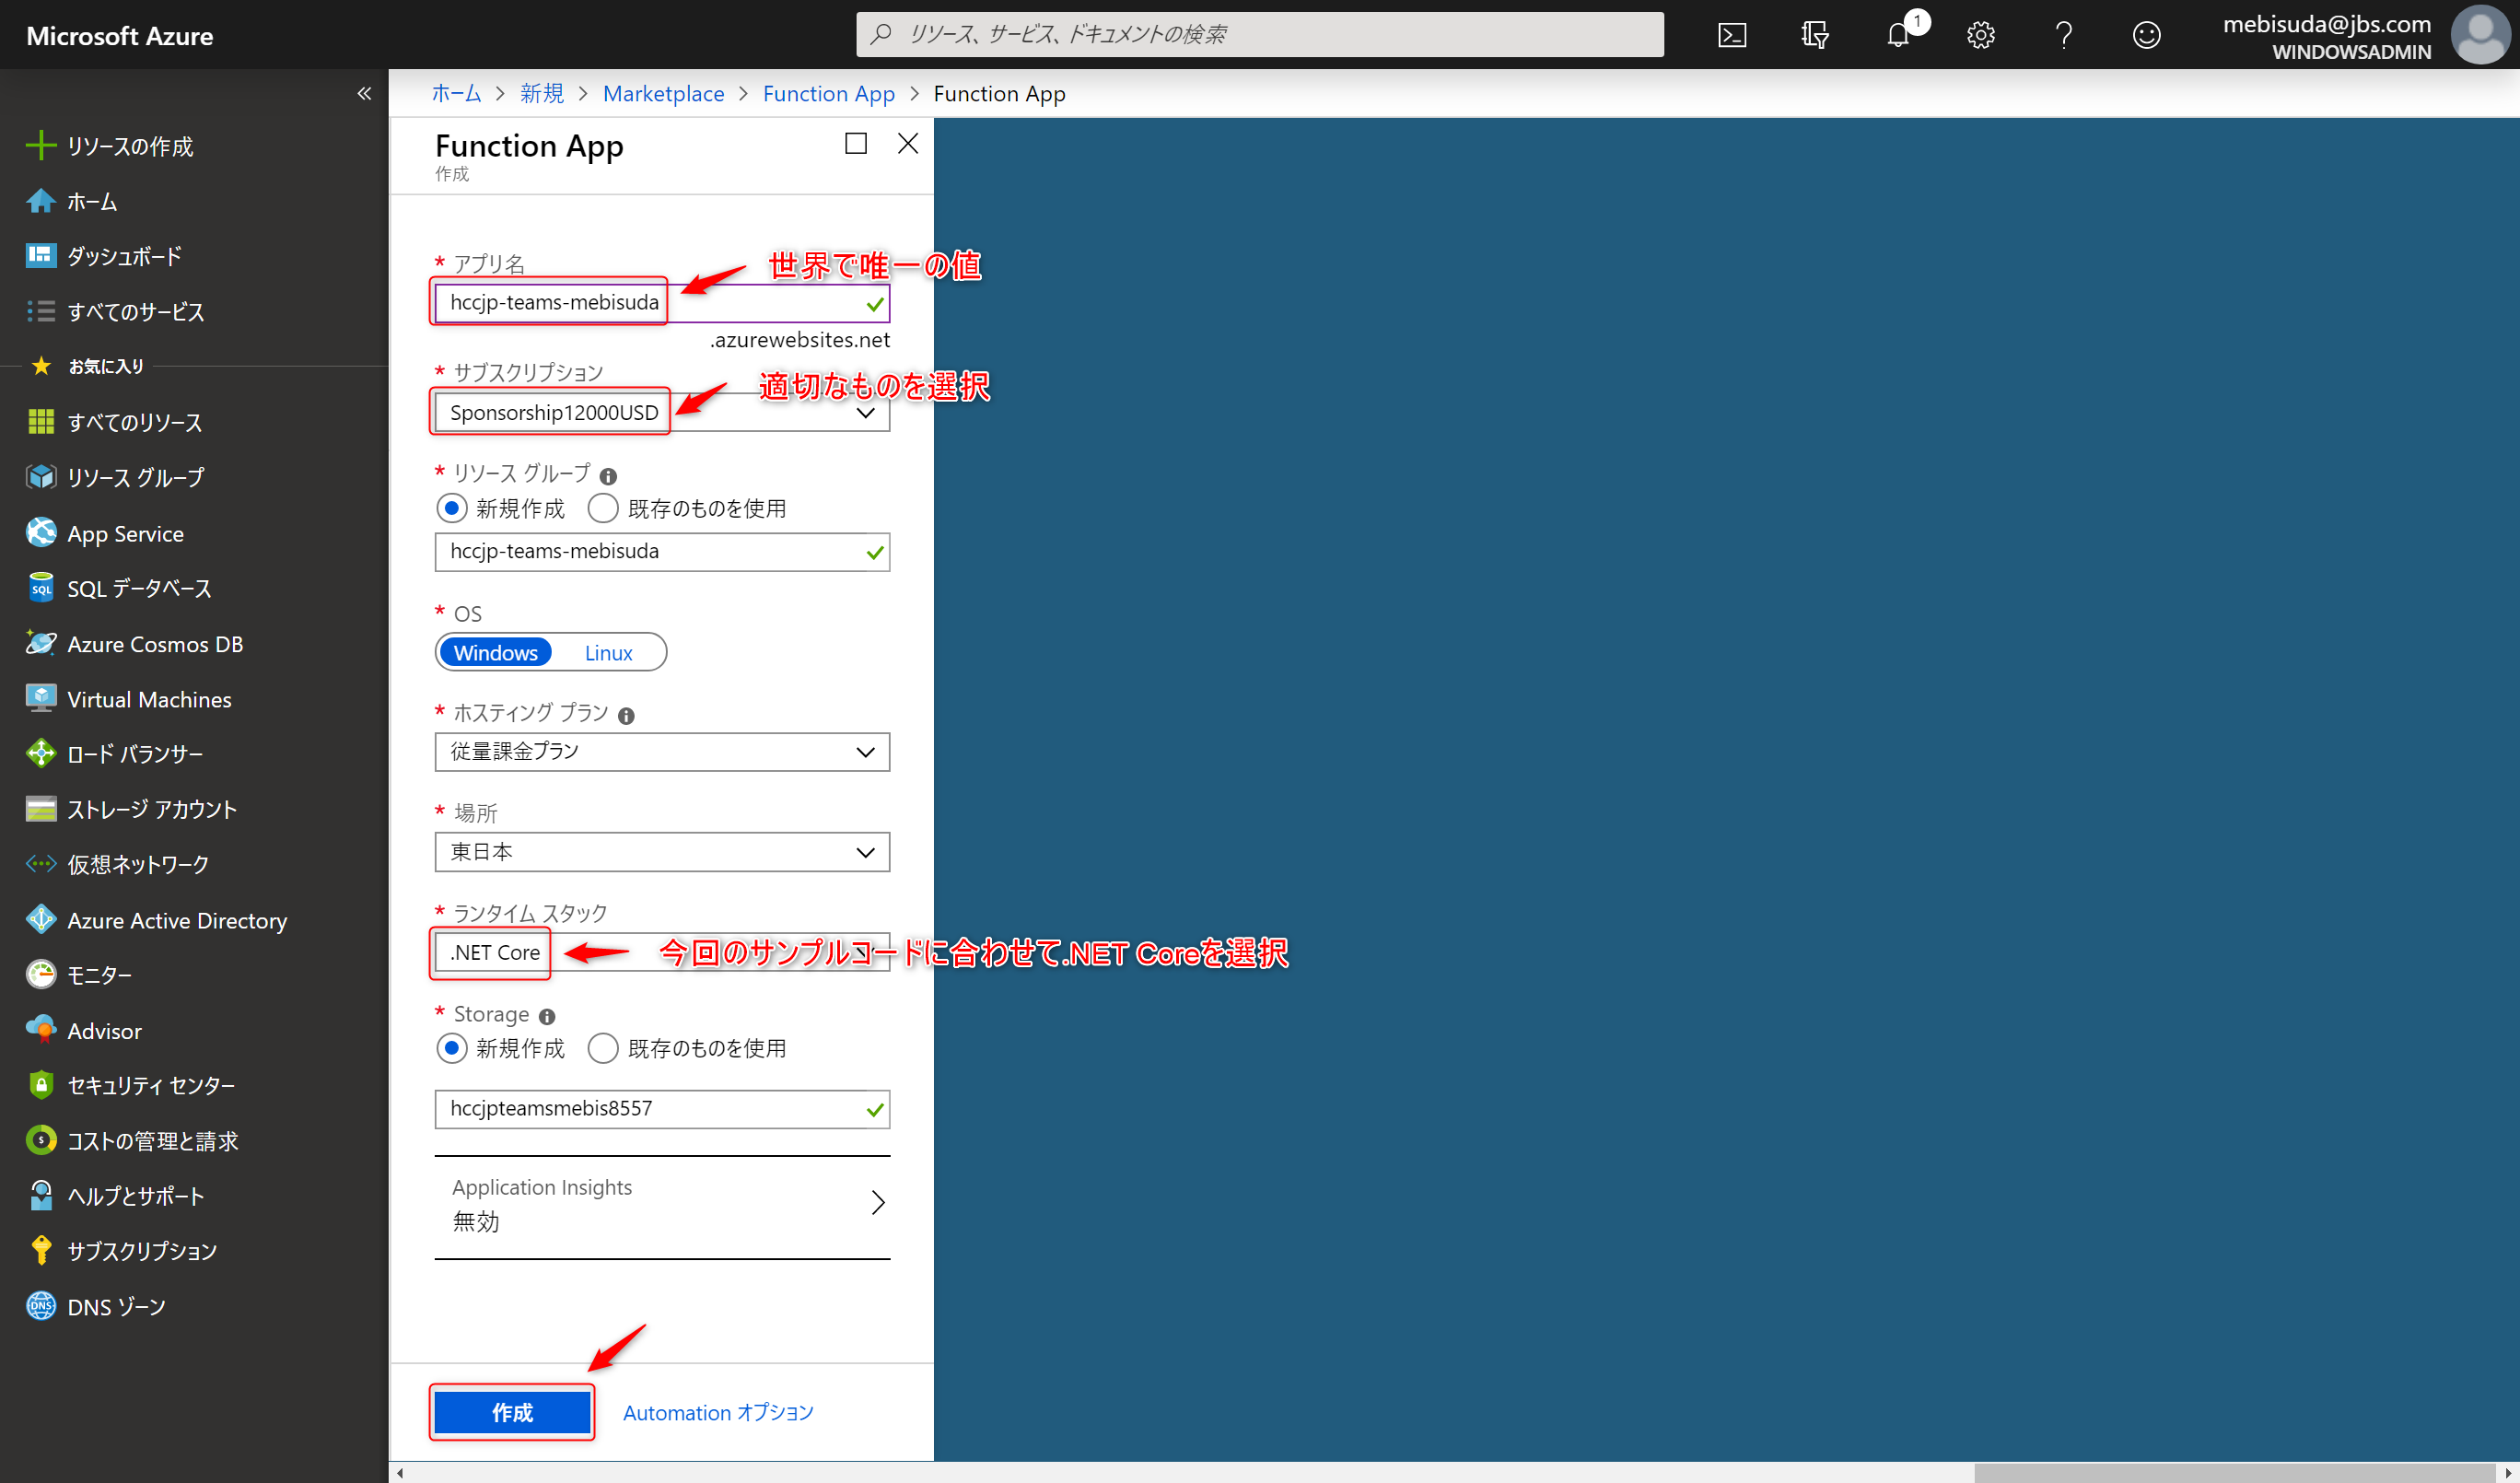 Microsoft Azure
リソース、サービス、ドキュメントの検索
1
mebisuda@jbs.com
WINDOWSADMIN
リソースの作成
ホーム
ダッシュボード
すべてのサービス
お気に入り
すべてのリソース
リソース グループ
App Service
SQL データベース
Azure Cosmos DB
Virtual Machines
ロード バランサー
ストレージ アカウント
仮想ネットワーク
Azure Active Directory
モニター
Advisor
セキュリティ センター
コストの管理と請求
ヘルプとサポート
サブスクリプション
DNS ゾーン
ホーム > 新規 > Marketplace > Function App > Function App
Function App
作成
* アプリ名
世界で唯一の値
hccjp-teams-mebisuda
.azurewebsites.net
* サブスクリプション
適切なものを選択
Sponsorship12000USD
* リソース グループ
新規作成 既存のものを使用
hccjp-teams-mebisuda
* OS
Windows Linux
* ホスティング プラン
従量課金プラン
* 場所
東日本
* ランタイム スタック
.NET Core
今回のサンプルコードに合わせて.NET Coreを選択
* Storage
新規作成 既存のものを使用
hccjpteamsmebis8557
Application Insights
無効
作成 Automation オプション